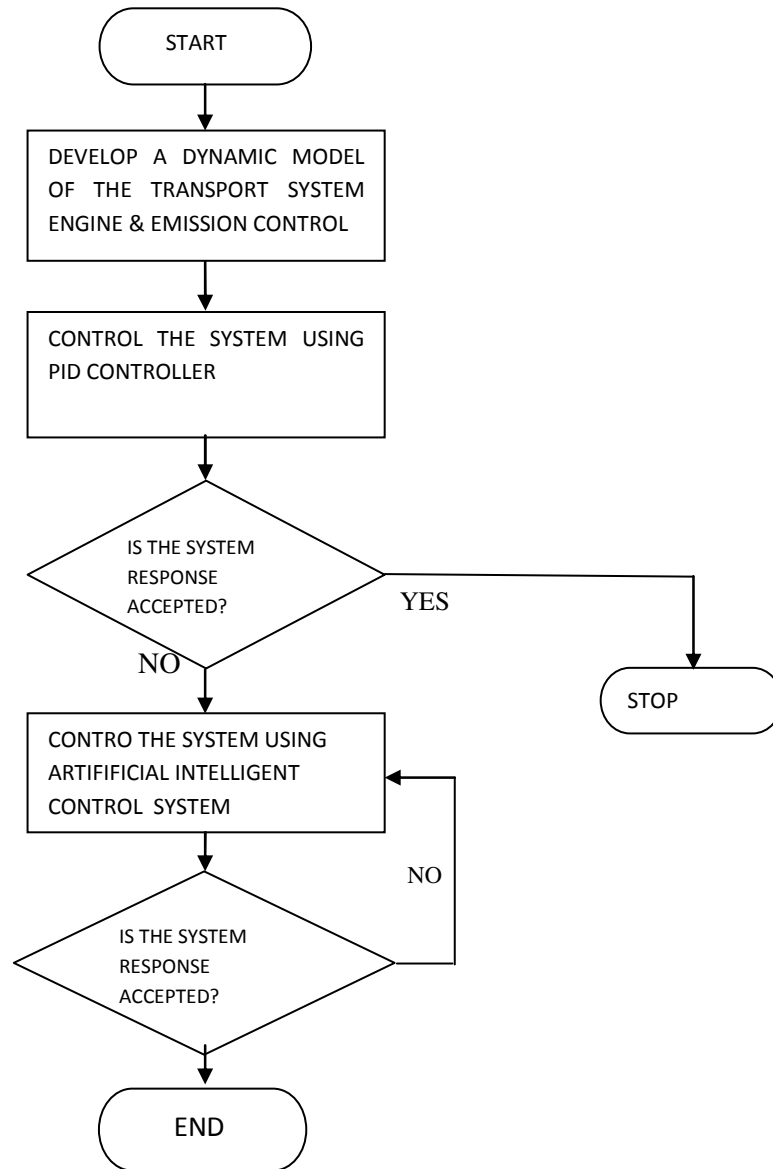 START
DEVELOP A DYNAMIC MODEL
OF THE TRANSPORT SYSTEM
ENGINE & EMISSION CONTROL
CONTROL THE SYSTEM USING
PID CONTROLLER
IS THE SYSTEM
RESPONSE
ACCEPTED?
YES
NO
STOP
CONTRO THE SYSTEM USING
ARTIFIFICIAL INTELLIGENT
CONTROL SYSTEM
NO
IS THE SYSTEM
RESPONSE
ACCEPTED?
END